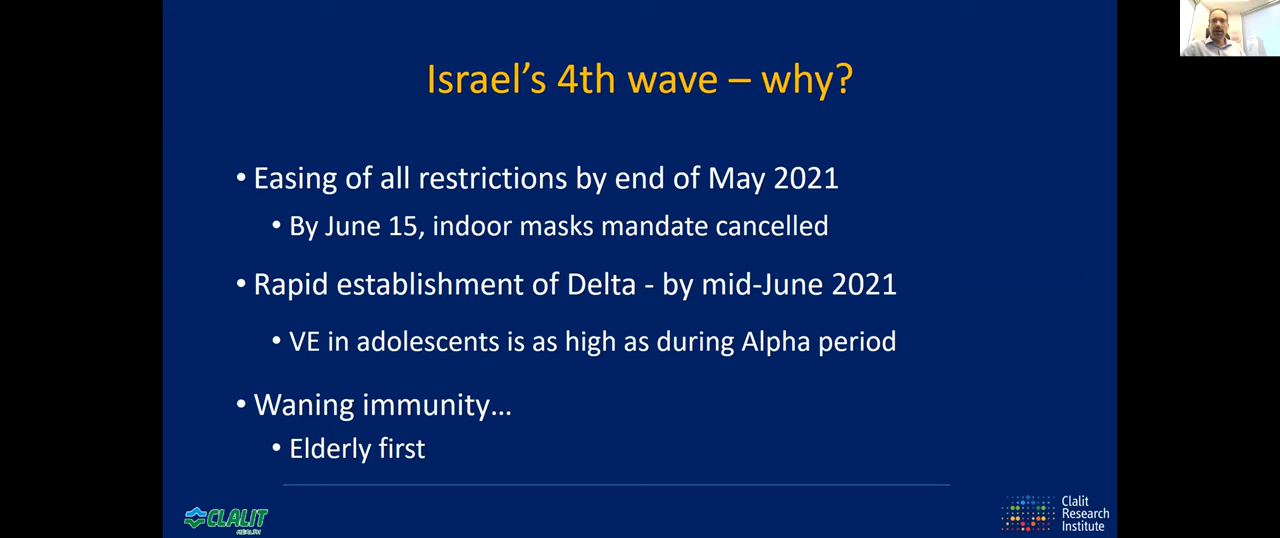 Israel’s 4th wave – why?
• Easing of all restrictions by end of May 2021
• By June 15, indoor masks mandate cancelled
• Rapid establishment of Delta - by mid-June 2021
• VE in adolescents is as high as during Alpha period
• Waning immunity…
• Elderly first
CLALIT
HEALTH
Clalit
Research
Institute